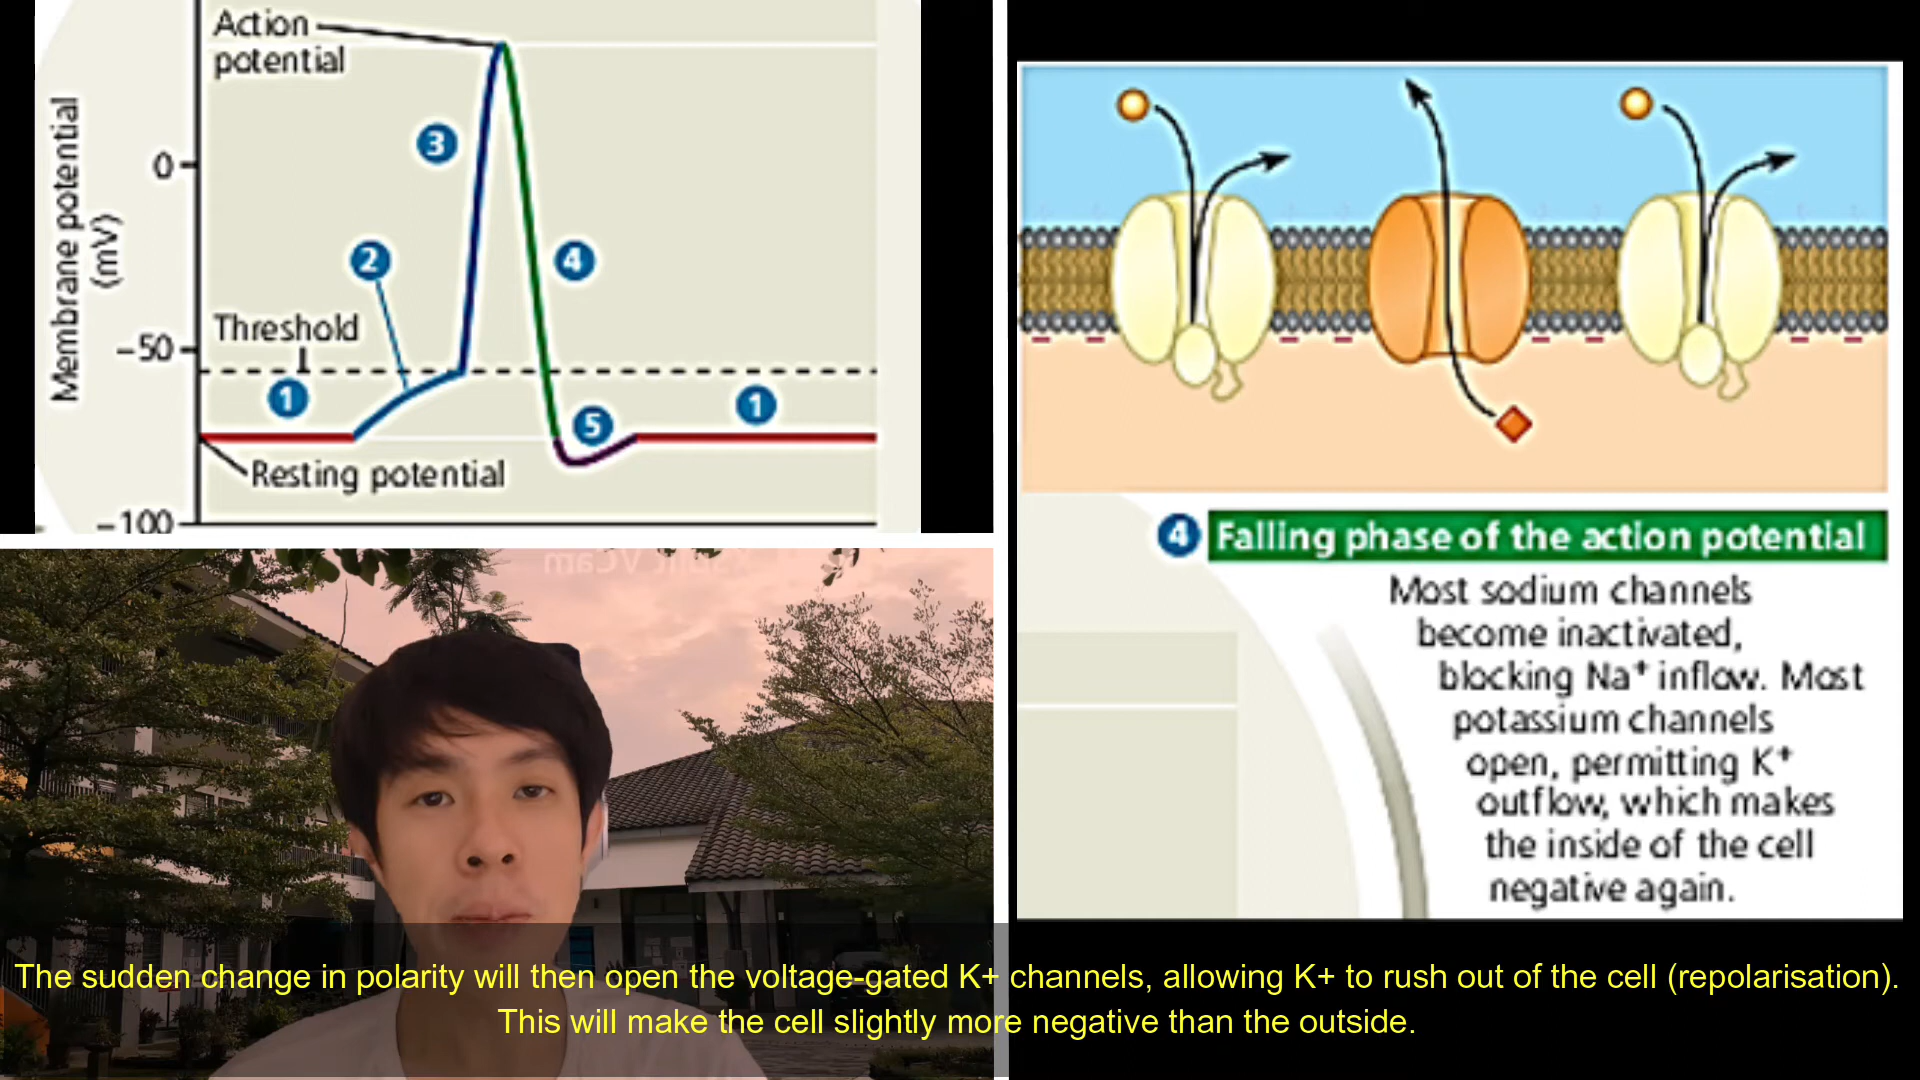 Action
potential
Membrane potential
(mV)
3
0
2
4
Threshold
−50
1
5
1
Resting potential
−100
4 Falling phase of the action potential
Most sodium channels
become inactivated,
blocking Na⁺ inflow. Most
potassium channels
open, permitting K⁺
outflow, which makes
the inside of the cell
negative again.
XSplit VCam
The sudden change in polarity will then open the voltage-gated K+ channels, allowing K+ to rush out of the cell (repolarisation).
This will make the cell slightly more negative than the outside.